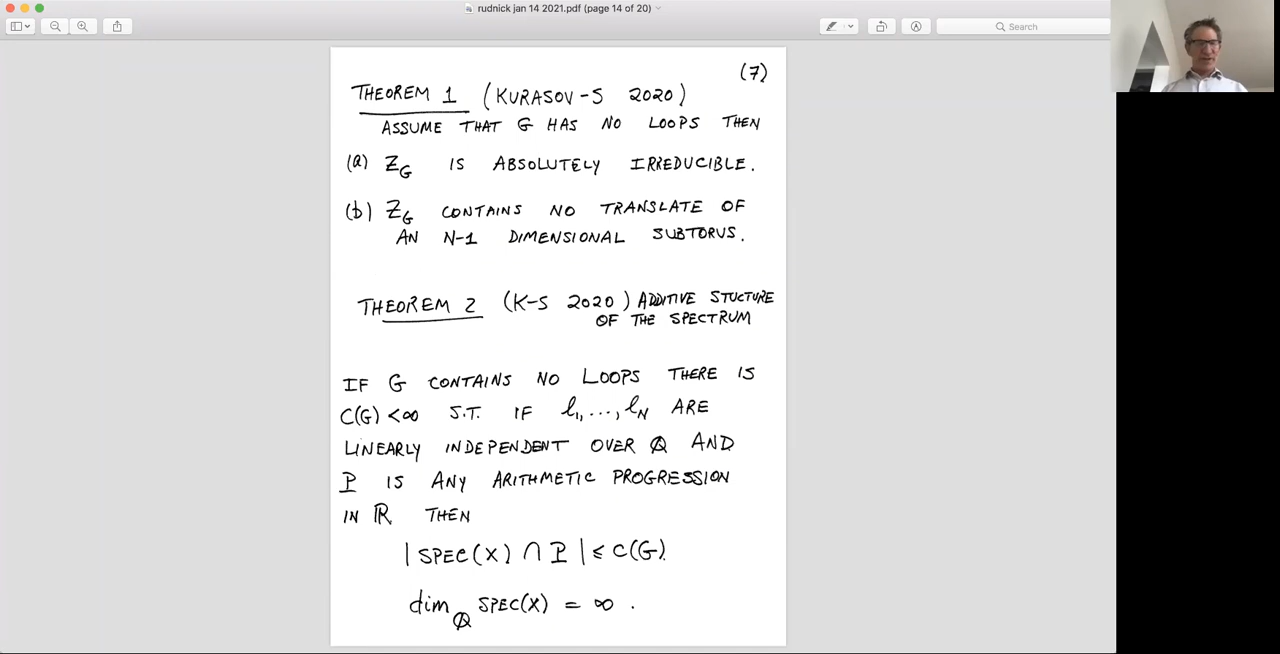 rudnick jan 14 2021.pdf (page 14 of 20)
Search
(7)
THEOREM 1 (KURASOV-S 2020)
ASSUME THAT G HAS NO LOOPS THEN
(a) Z_G IS ABSOLUTELY IRREDUCIBLE.
(b) Z_G CONTAINS NO TRANSLATE OF
AN N-1 DIMENSIONAL SUBTORUS.
THEOREM 2 (K-S 2020) ADDITIVE STUCTURE
OF THE SPECTRUM
IF G CONTAINS NO LOOPS THERE IS
C(G) < ∞ S.T. IF l₁,...,l_N ARE
LINEARLY INDEPENDENT OVER ℚ AND
P IS ANY ARITHMETIC PROGRESSION
IN ℝ THEN
|SPEC(X) ∩ P| ≤ C(G).
dim_ℚ SPEC(X) = ∞ .